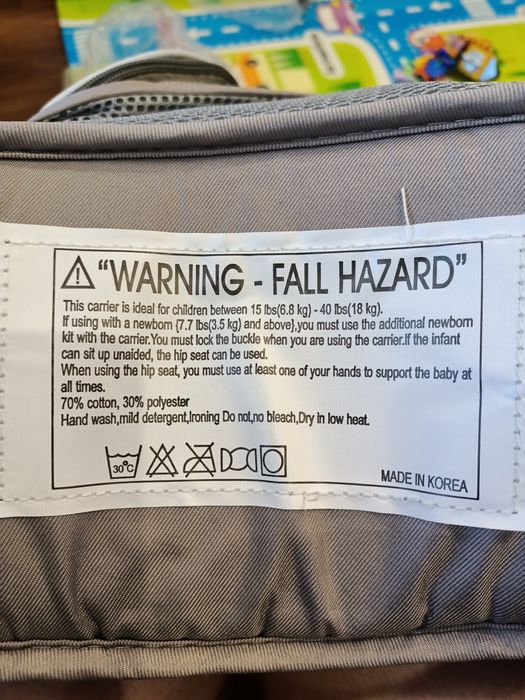 "WARNING - FALL HAZARD"
This carrier is ideal for children between 15 lbs(6.8 kg) - 40 lbs(18 kg).
If using with a newborn {7.7 lbs(3.5 kg) and above},you must use the additional newborn
kit with the carrier.You must lock the buckle when you are using the carrier.If the infant
can sit up unaided, the hip seat can be used.
When using the hip seat, you must use at least one of your hands to support the baby at
all times.
70% cotton, 30% polyester
Hand wash,mild detergent,Ironing Do not,no bleach,Dry in low heat.
30°C
MADE IN KOREA